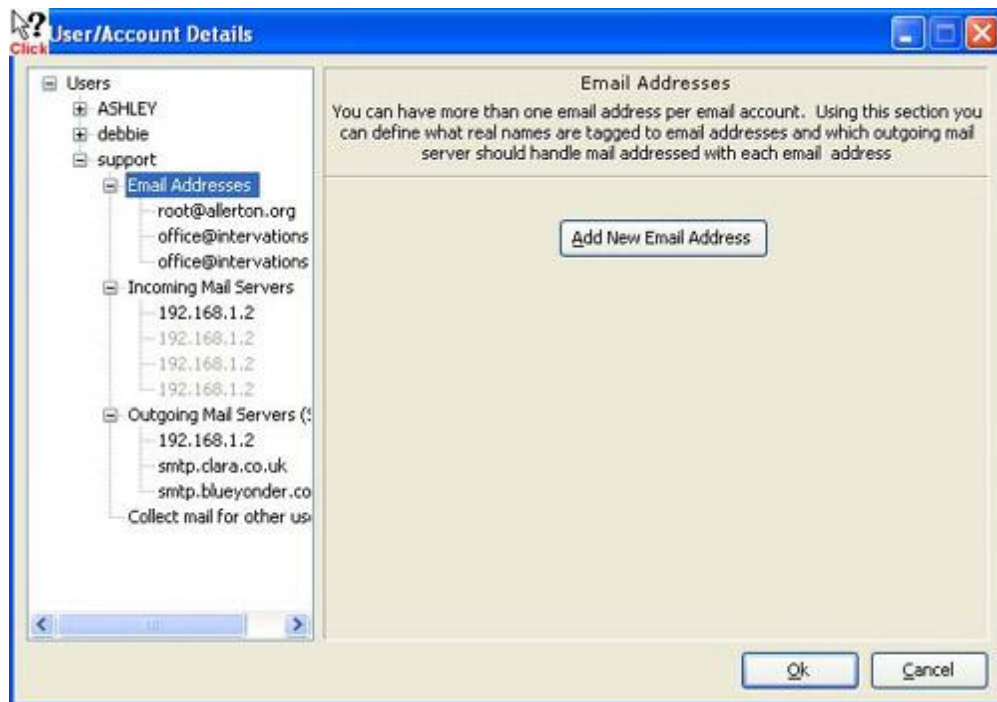 ?
Click
User/Account Details
Users
ASHLEY
debbie
support
Email Addresses
root@allerton.org
office@intervations
office@intervations
Incoming Mail Servers
192.168.1.2
192.168.1.2
192.168.1.2
192.168.1.2
Outgoing Mail Servers (S
192.168.1.2
smtp.clara.co.uk
smtp.blueyonder.co
Collect mail for other us
Email Addresses
You can have more than one email address per email account. Using this section you
can define what real names are tagged to email addresses and which outgoing mail
server should handle mail addressed with each email address
Add New Email Address
Ok
Cancel